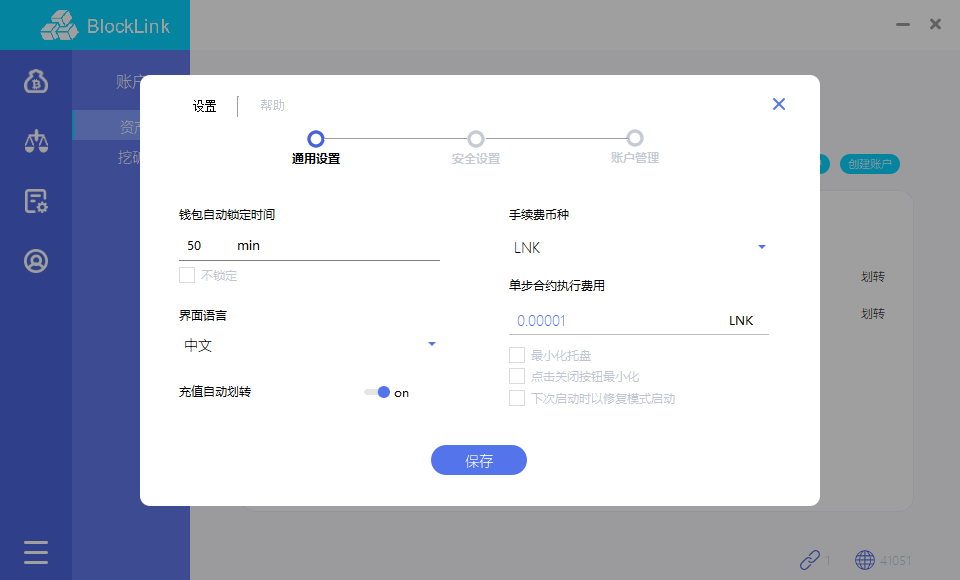 BlockLink
账户
资产
设置
帮助
通用设置
安全设置
账户管理
创建账户
钱包自动锁定时间
50 min
不锁定
界面语言
中文
充值自动划转
on
手续费币种
LNK
单步合约执行费用
0.00001 LNK
最小化托盘
点击关闭按钮最小化
下次启动时以修复模式启动
划转
划转
保存
1
41051